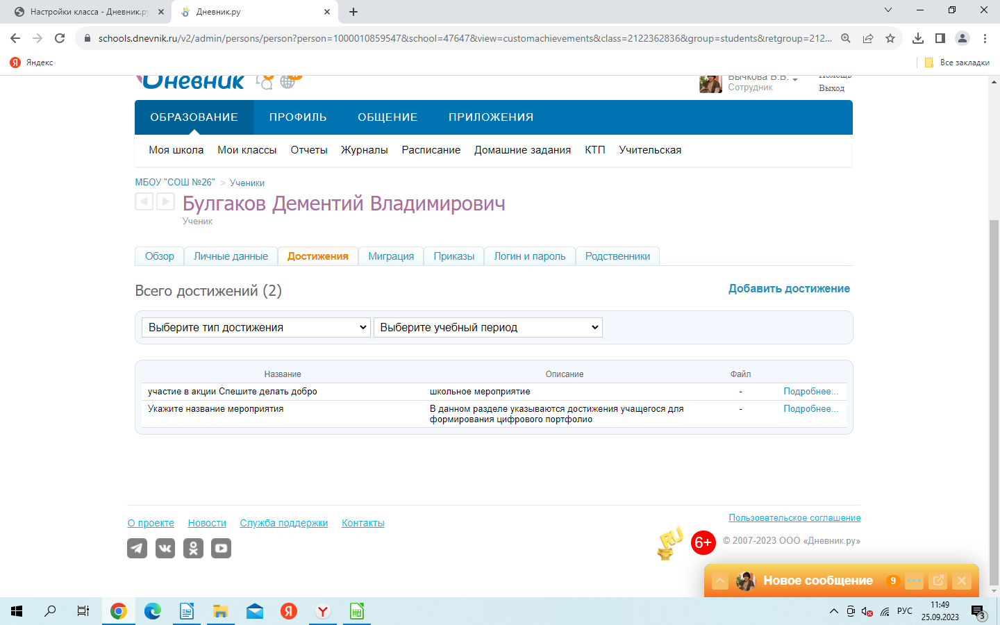 Настройки класса - Дневник.ру
Дневник.ру
schools.dnevnik.ru/v2/admin/persons/person?person=1000010859547&school=47647&view=customachievements&class=2122362836&group=students&retgroup=212...
Яндекс
Все закладки
Дневник
Бычкова В.В.
Сотрудник
Помощь
Выход
ОБРАЗОВАНИЕ ПРОФИЛЬ ОБЩЕНИЕ ПРИЛОЖЕНИЯ
Моя школа Мои классы Отчеты Журналы Расписание Домашние задания КТП Учительская
МБОУ "СОШ №26" > Ученики
Булгаков Дементий Владимирович
Ученик
Обзор Личные данные Достижения Миграция Приказы Логин и пароль Родственники
Всего достижений (2)
Добавить достижение
Выберите тип достижения Выберите учебный период
Название Описание Файл
участие в акции Спешите делать добро школьное мероприятие - Подробнее...
Укажите название мероприятия В данном разделе указываются достижения учащегося для - Подробнее...
формирования цифрового портфолио
О проекте Новости Служба поддержки Контакты
Пользовательское соглашение
RU 6+ © 2007-2023 ООО «Дневник.ру»
Новое сообщение 9
РУС
11:49
25.09.2023
3